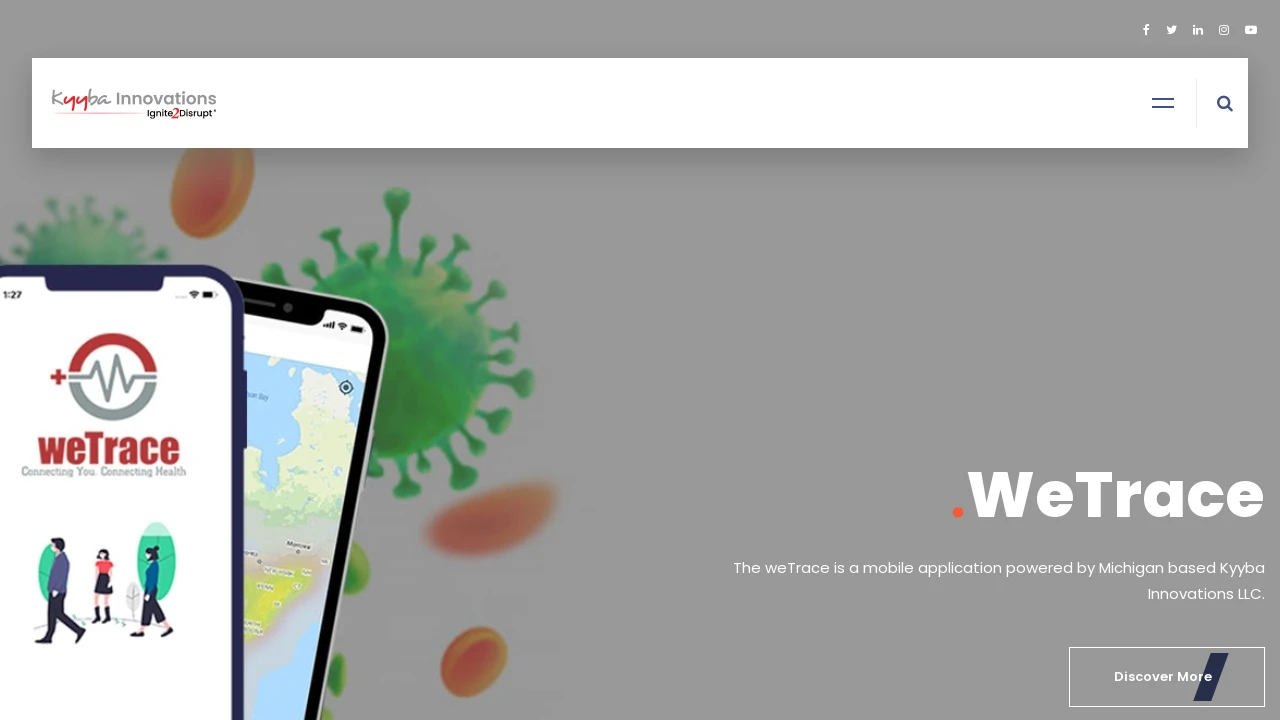 Kyyba Innovations
Ignite2Disrupt
1:27
weTrace
Connecting You. Connecting Health
.WeTrace
The weTrace is a mobile application powered by Michigan based Kyyba
Innovations LLC.
Discover More